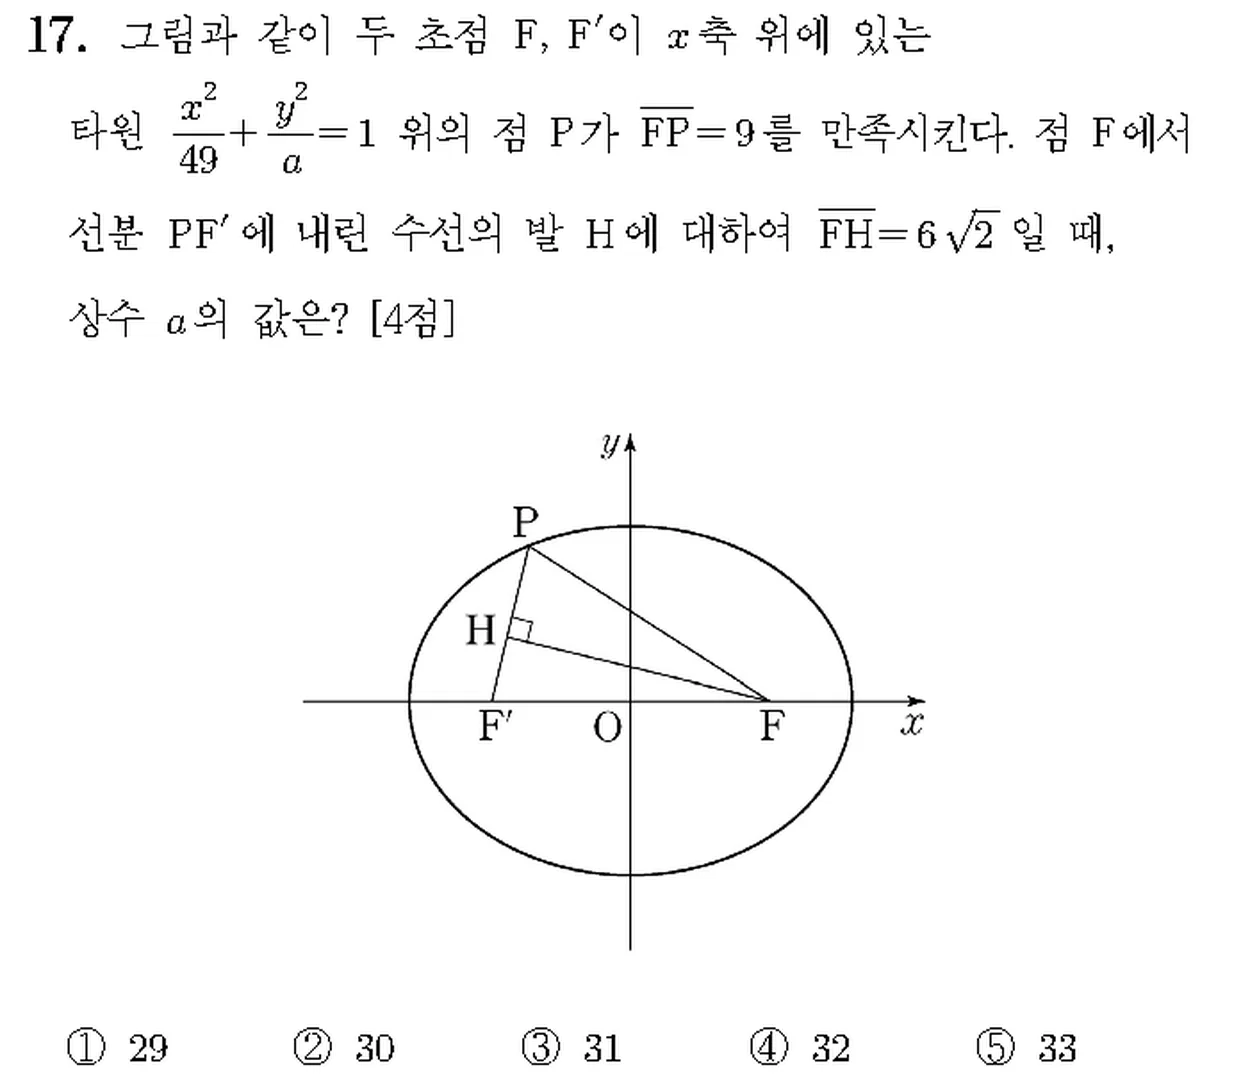 17. 그림과 같이 두 초점 F, F′이 x축 위에 있는
타원 x²/49 + y²/a = 1 위의 점 P가 F͞P͞ = 9를 만족시킨다. 점 F에서
선분 PF′에 내린 수선의 발 H에 대하여 F͞H͞ = 6√2 일 때,
상수 a의 값은? [4점]
y
P
H
F′ O F x
① 29 ② 30 ③ 31 ④ 32 ⑤ 33